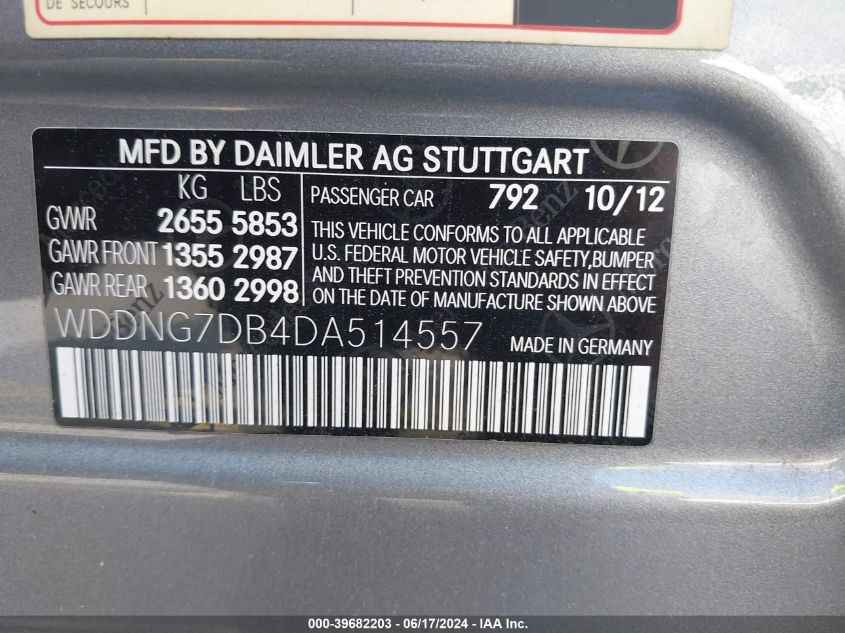 DE SECOURS
MFD BY DAIMLER AG STUTTGART
KG LBS
GVWR 2655 5853
GAWR FRONT 1355 2987
GAWR REAR 1360 2998
PASSENGER CAR 792 10/12
THIS VEHICLE CONFORMS TO ALL APPLICABLE
U.S. FEDERAL MOTOR VEHICLE SAFETY,BUMPER
AND THEFT PREVENTION STANDARDS IN EFFECT
ON THE DATE OF MANUFACTURE SHOWN ABOVE
WDDNG7DB4DA514557
MADE IN GERMANY
000-39682203 - 06/17/2024 - IAAI.com